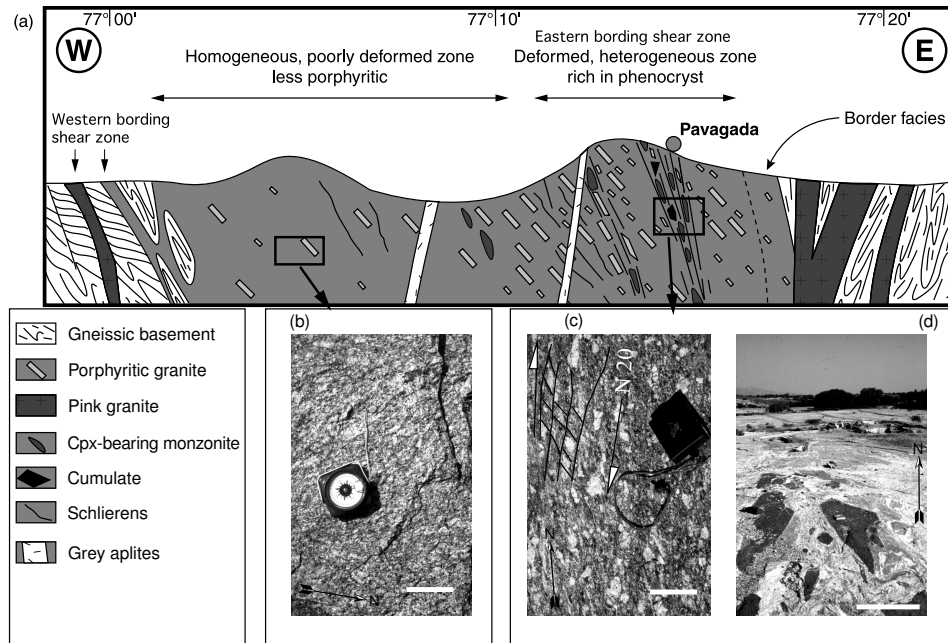 (a)
77° 00'
77° 10'
77° 20'
W
E
Homogeneous, poorly deformed zone
less porphyritic
Eastern bording shear zone
Deformed, heterogeneous zone
rich in phenocryst
Western bording
shear zone
Pavagada
Border facies
Gneissic basement
Porphyritic granite
Pink granite
Cpx-bearing monzonite
Cumulate
Schlierens
Grey aplites
(b)
N
(c)
N 20
N
(d)
N